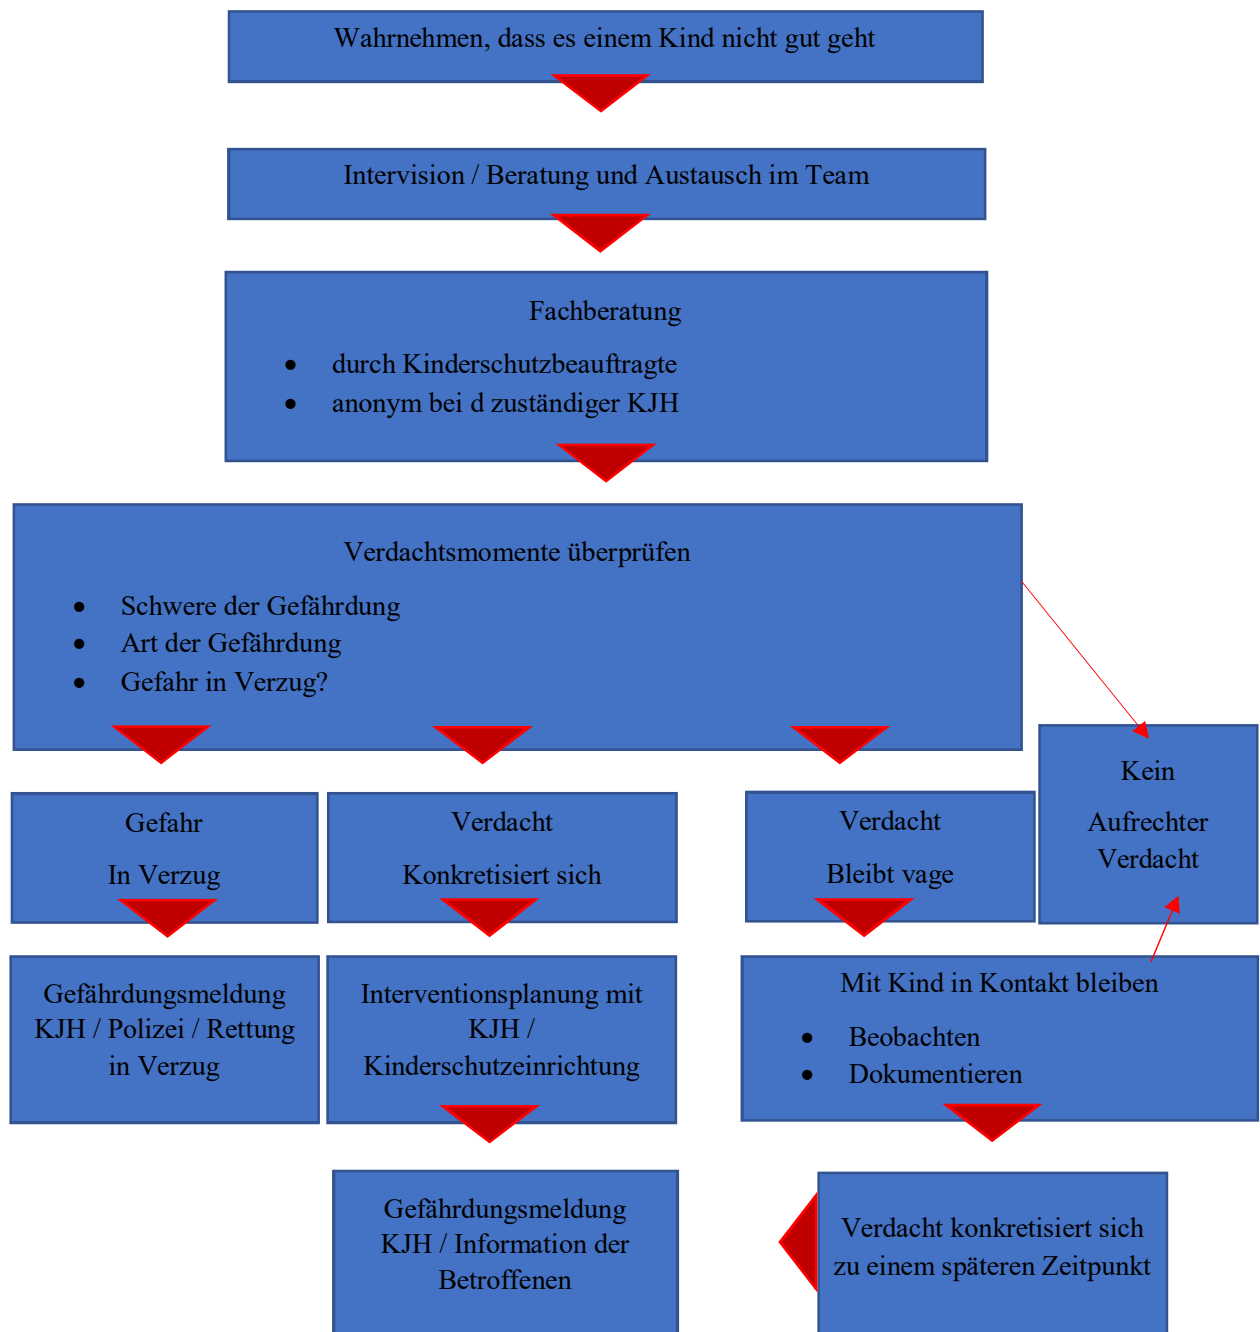 Wahrnehmen, dass es einem Kind nicht gut geht
Intervision / Beratung und Austausch im Team
Fachberatung
• durch Kinderschutzbeauftragte
• anonym bei d zuständiger KJH
Verdachtsmomente überprüfen
• Schwere der Gefährdung
• Art der Gefährdung
• Gefahr in Verzug?
Gefahr
In Verzug
Verdacht
Konkretisiert sich
Verdacht
Bleibt vage
Kein
Aufrechter
Verdacht
Gefährdungsmeldung
KJH / Polizei / Rettung
in Verzug
Interventionsplanung mit
KJH /
Kinderschutzeinrichtung
Mit Kind in Kontakt bleiben
• Beobachten
• Dokumentieren
Gefährdungsmeldung
KJH / Information der
Betroffenen
Verdacht konkretisiert sich
zu einem späteren Zeitpunkt